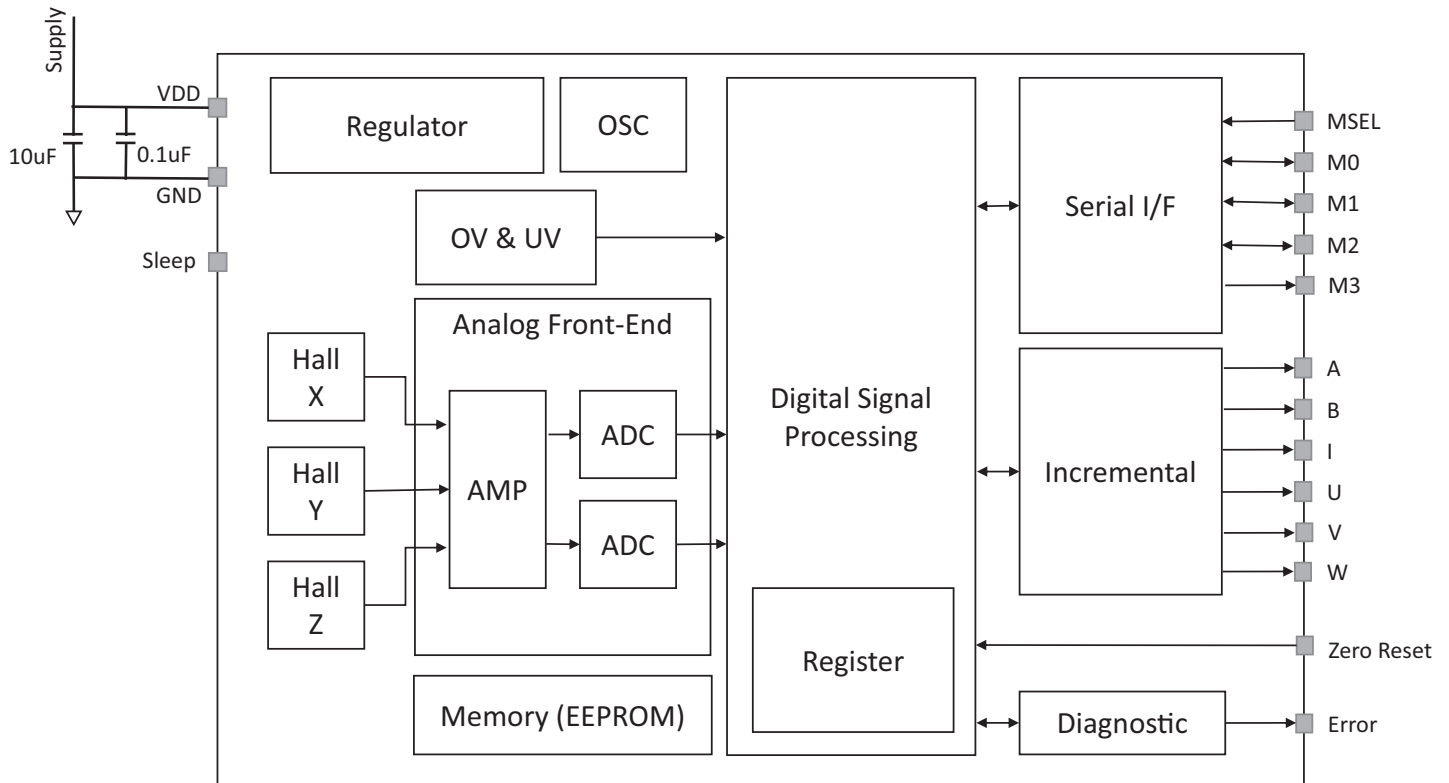 Supply
VDD
10uF
0.1uF
GND
Sleep
Regulator
OSC
OV & UV
Analog Front-End
Hall
X
Hall
Y
Hall
Z
AMP
ADC
ADC
Memory (EEPROM)
Digital Signal
Processing
Register
Serial I/F
Incremental
Diagnostic
MSEL
M0
M1
M2
M3
A
B
I
U
V
W
Zero Reset
Error